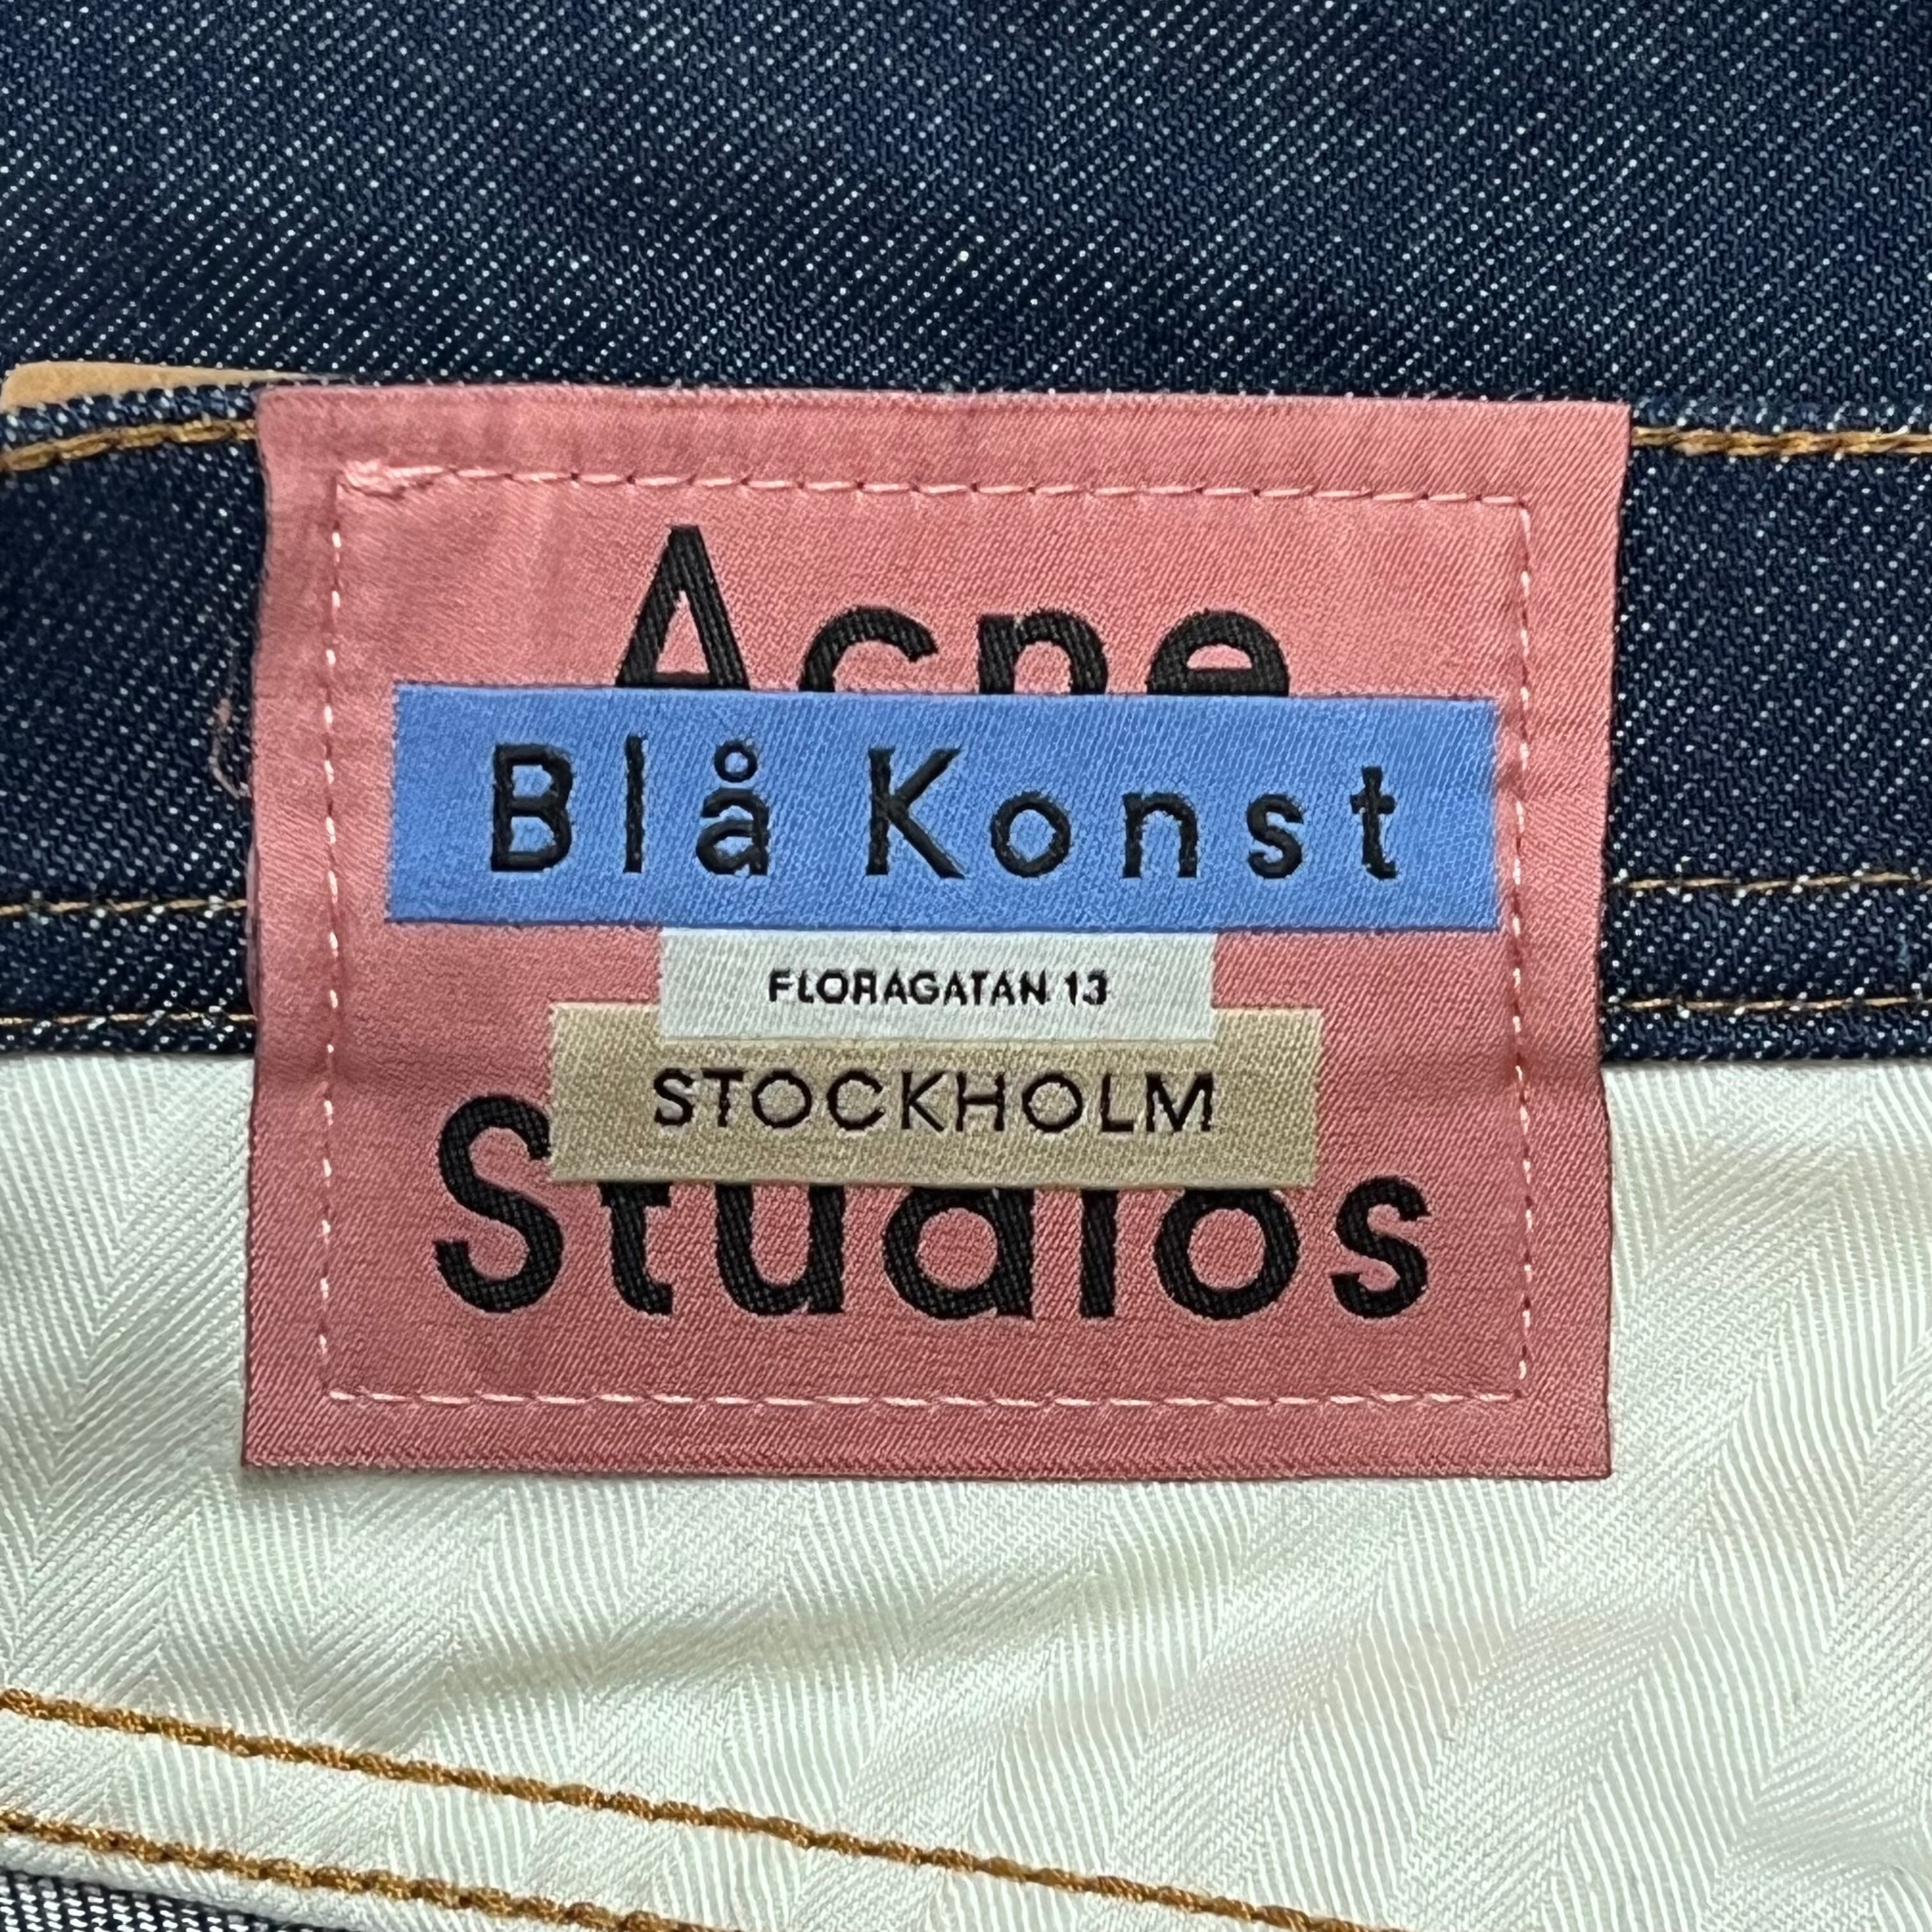 Acne
Blå Konst
FLORAGATAN 13
STOCKHOLM
Studios